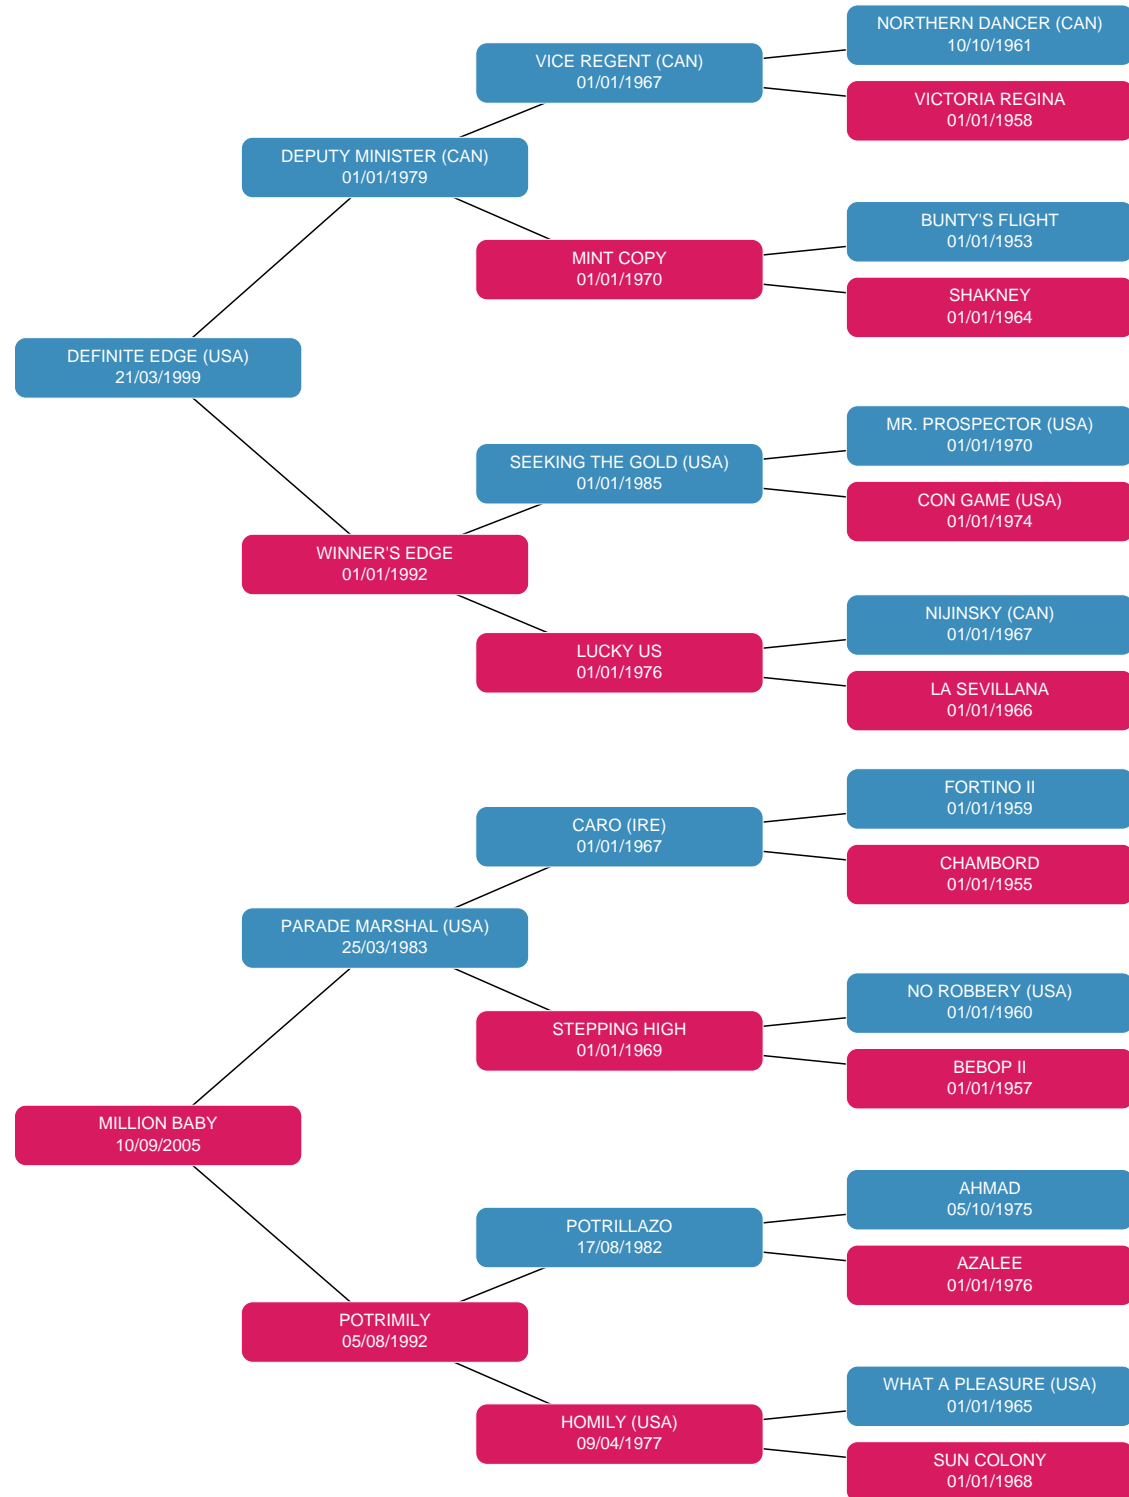 NORTHERN DANCER (CAN)
10/10/1961
VICE REGENT (CAN)
01/01/1967
VICTORIA REGINA
01/01/1958
DEPUTY MINISTER (CAN)
01/01/1979
BUNTY'S FLIGHT
01/01/1953
MINT COPY
01/01/1970
SHAKNEY
01/01/1964
DEFINITE EDGE (USA)
21/03/1999
MR. PROSPECTOR (USA)
01/01/1970
SEEKING THE GOLD (USA)
01/01/1985
CON GAME (USA)
01/01/1974
WINNER'S EDGE
01/01/1992
NIJINSKY (CAN)
01/01/1967
LUCKY US
01/01/1976
LA SEVILLANA
01/01/1966
FORTINO II
01/01/1959
CARO (IRE)
01/01/1967
CHAMBORD
01/01/1955
PARADE MARSHAL (USA)
25/03/1983
NO ROBBERY (USA)
01/01/1960
STEPPING HIGH
01/01/1969
BEBOP II
01/01/1957
MILLION BABY
10/09/2005
AHMAD
05/10/1975
POTRILLAZO
17/08/1982
AZALEE
01/01/1976
POTRIMILY
05/08/1992
WHAT A PLEASURE (USA)
01/01/1965
HOMILY (USA)
09/04/1977
SUN COLONY
01/01/1968